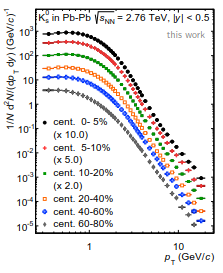 K⁰ₛ in Pb-Pb √sNN = 2.76 TeV, |y| < 0.5
this work
1/N d²N/(dpT dy) (GeV/c)⁻¹
10³
10²
10
1
10⁻¹
10⁻²
10⁻³
10⁻⁴
10⁻⁵
cent. 0- 5%
(x 10.0)
cent. 5-10%
(x 5.0)
cent. 10-20%
(x 2.0)
cent. 20-40%
cent. 40-60%
cent. 60-80%
1
10
pT (GeV/c)